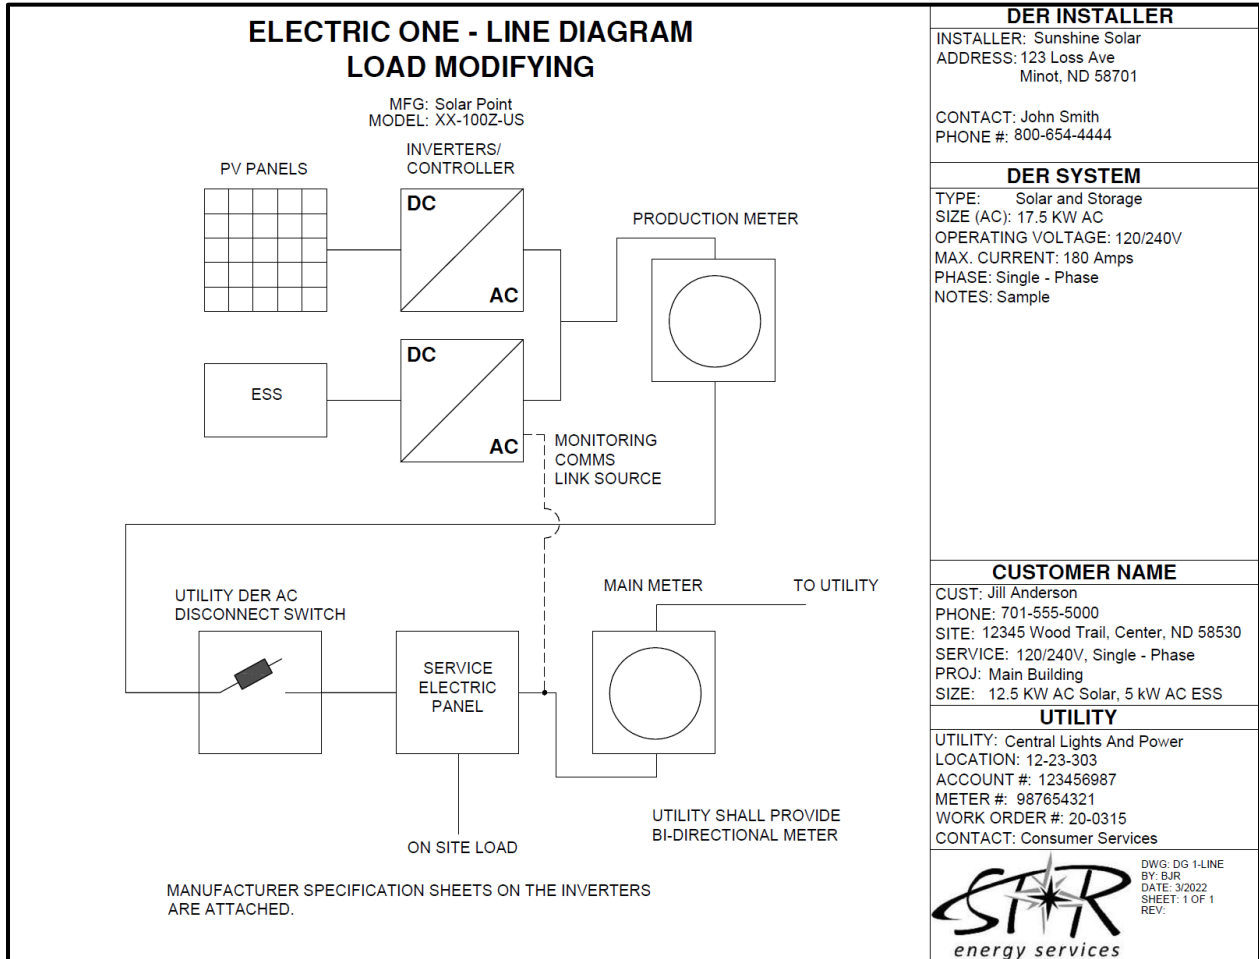 ELECTRIC ONE - LINE DIAGRAM
LOAD MODIFYING
MFG: Solar Point
MODEL: XX-100Z-US
INVERTERS/
CONTROLLER
PV PANELS
DC
AC
PRODUCTION METER
ESS
DC
AC
MONITORING
COMMS
LINK SOURCE
UTILITY DER AC
DISCONNECT SWITCH
MAIN METER
TO UTILITY
SERVICE
ELECTRIC
PANEL
UTILITY SHALL PROVIDE
BI-DIRECTIONAL METER
ON SITE LOAD
MANUFACTURER SPECIFICATION SHEETS ON THE INVERTERS
ARE ATTACHED.
DER INSTALLER
INSTALLER: Sunshine Solar
ADDRESS: 123 Loss Ave
Minot, ND 58701
CONTACT: John Smith
PHONE #: 800-654-4444
DER SYSTEM
TYPE: Solar and Storage
SIZE (AC): 17.5 KW AC
OPERATING VOLTAGE: 120/240V
MAX. CURRENT: 180 Amps
PHASE: Single - Phase
NOTES: Sample
CUSTOMER NAME
CUST: Jill Anderson
PHONE: 701-555-5000
SITE: 12345 Wood Trail, Center, ND 58530
SERVICE: 120/240V, Single - Phase
PROJ: Main Building
SIZE: 12.5 KW AC Solar, 5 kW AC ESS
UTILITY
UTILITY: Central Lights And Power
LOCATION: 12-23-303
ACCOUNT #: 123456987
METER #: 987654321
WORK ORDER #: 20-0315
CONTACT: Consumer Services
STAR
energy services
DWG: DG 1-LINE
BY: BJR
DATE: 3/2022
SHEET: 1 OF 1
REV: